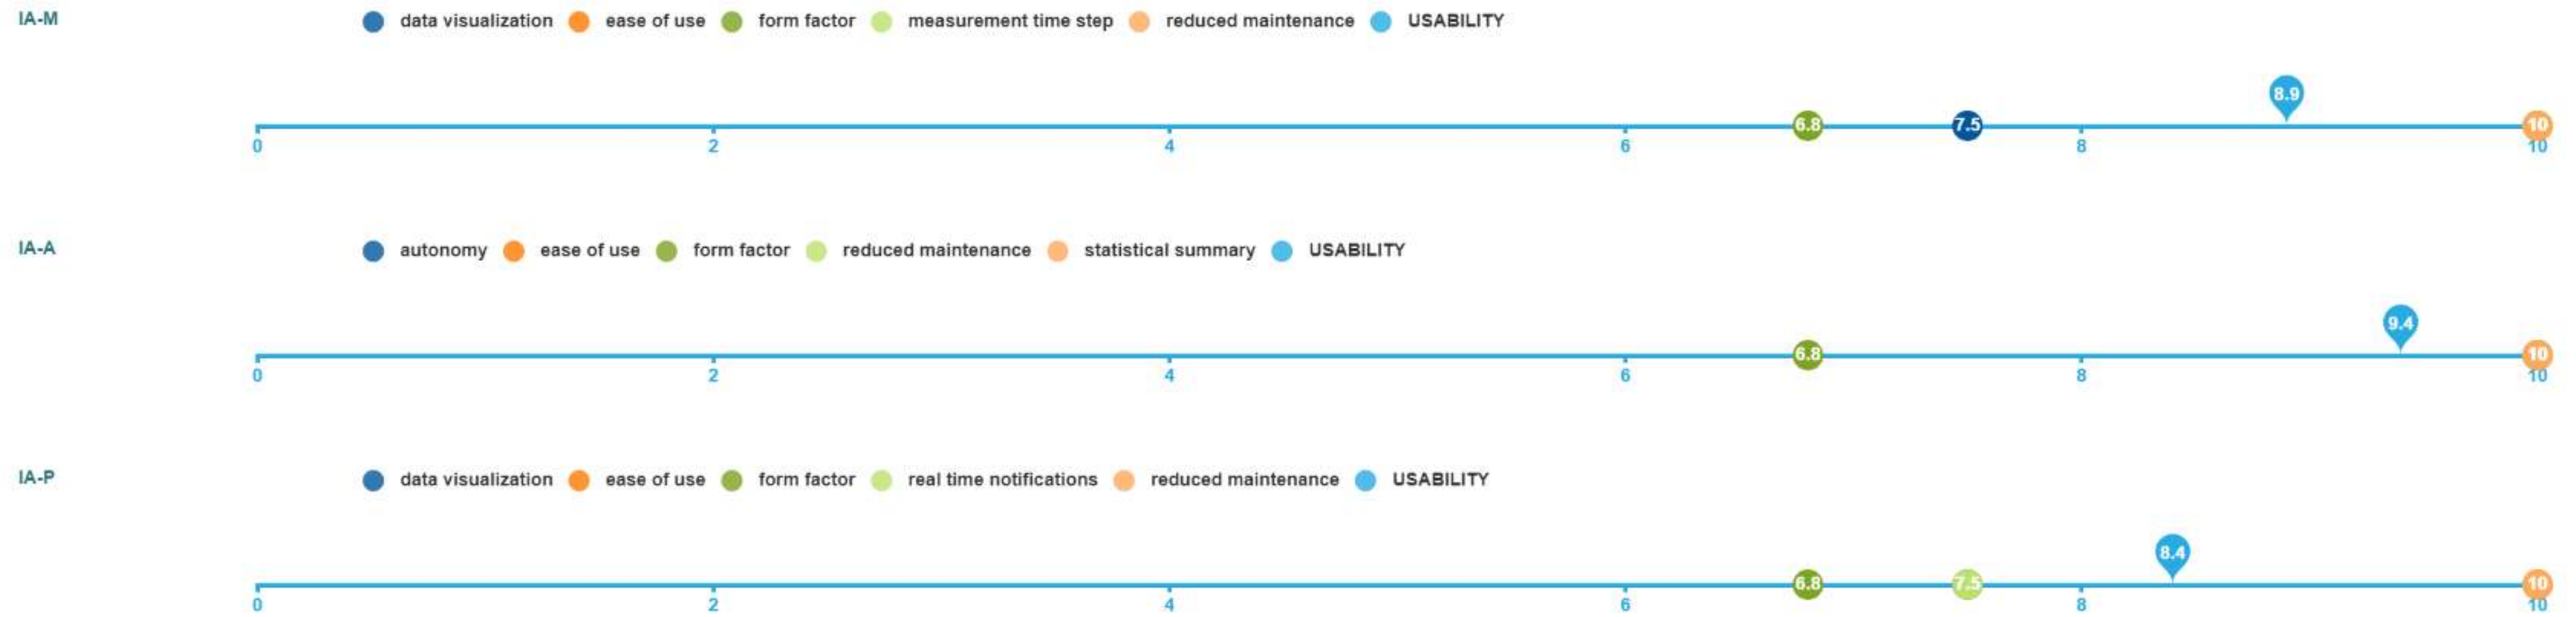 IA-M
data visualization ease of use form factor measurement time step reduced maintenance USABILITY
8.9
6.8 7.5 10
0 2 4 6 8 10
IA-A
autonomy ease of use form factor reduced maintenance statistical summary USABILITY
9.4
6.8 10
0 2 4 6 8 10
IA-P
data visualization ease of use form factor real time notifications reduced maintenance USABILITY
8.4
6.8 7.5 10
0 2 4 6 8 10